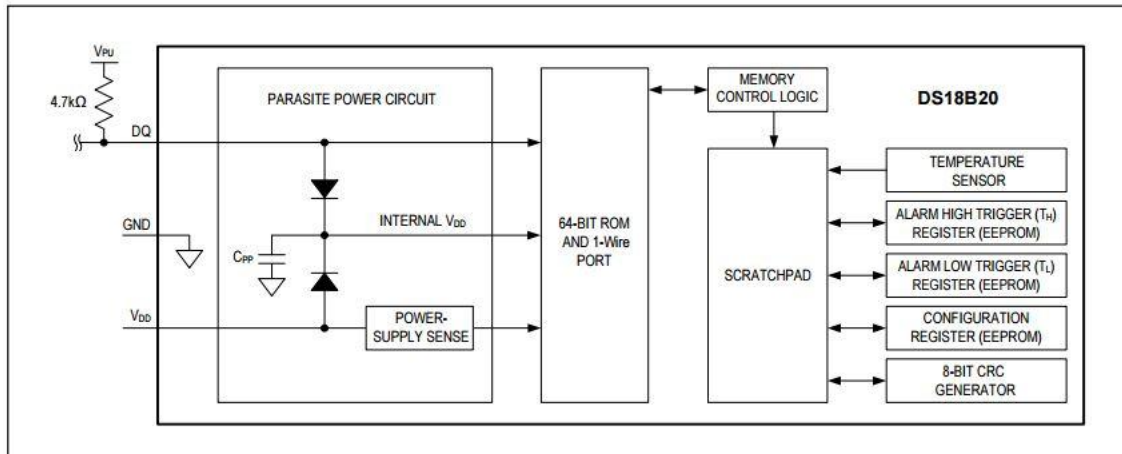 VPU
4.7kΩ
DQ
GND
VDD
PARASITE POWER CIRCUIT
INTERNAL VDD
CPP
POWER-
SUPPLY SENSE
64-BIT ROM
AND 1-Wire
PORT
MEMORY
CONTROL LOGIC
SCRATCHPAD
DS18B20
TEMPERATURE
SENSOR
ALARM HIGH TRIGGER (TH)
REGISTER (EEPROM)
ALARM LOW TRIGGER (TL)
REGISTER (EEPROM)
CONFIGURATION
REGISTER (EEPROM)
8-BIT CRC
GENERATOR